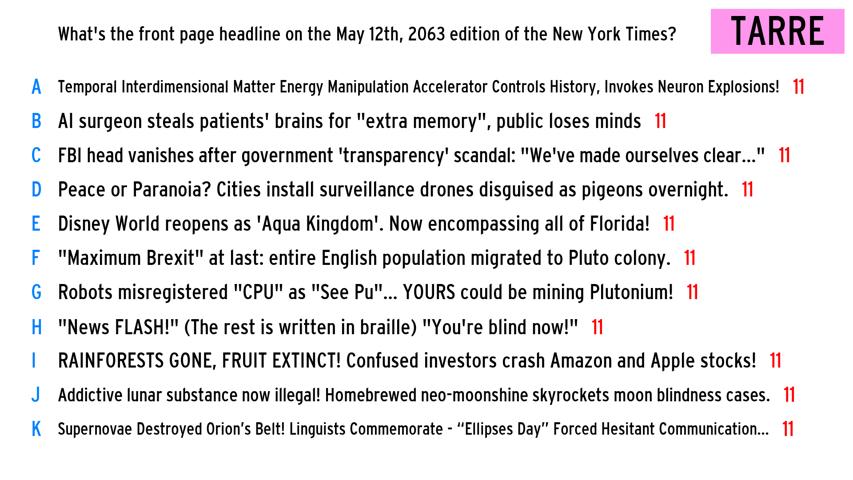 What's the front page headline on the May 12th, 2063 edition of the New York Times?
TARRE
A Temporal Interdimensional Matter Energy Manipulation Accelerator Controls History, Invokes Neuron Explosions! 11
B AI surgeon steals patients' brains for "extra memory", public loses minds 11
C FBI head vanishes after government 'transparency' scandal: "We've made ourselves clear..." 11
D Peace or Paranoia? Cities install surveillance drones disguised as pigeons overnight. 11
E Disney World reopens as 'Aqua Kingdom'. Now encompassing all of Florida! 11
F "Maximum Brexit" at last: entire English population migrated to Pluto colony. 11
G Robots misregistered "CPU" as "See Pu"... YOURS could be mining Plutonium! 11
H "News FLASH!" (The rest is written in braille) "You're blind now!" 11
I RAINFORESTS GONE, FRUIT EXTINCT! Confused investors crash Amazon and Apple stocks! 11
J Addictive lunar substance now illegal! Homebrewed neo-moonshine skyrockets moon blindness cases. 11
K Supernovae Destroyed Orion’s Belt! Linguists Commemorate - “Ellipses Day” Forced Hesitant Communication... 11